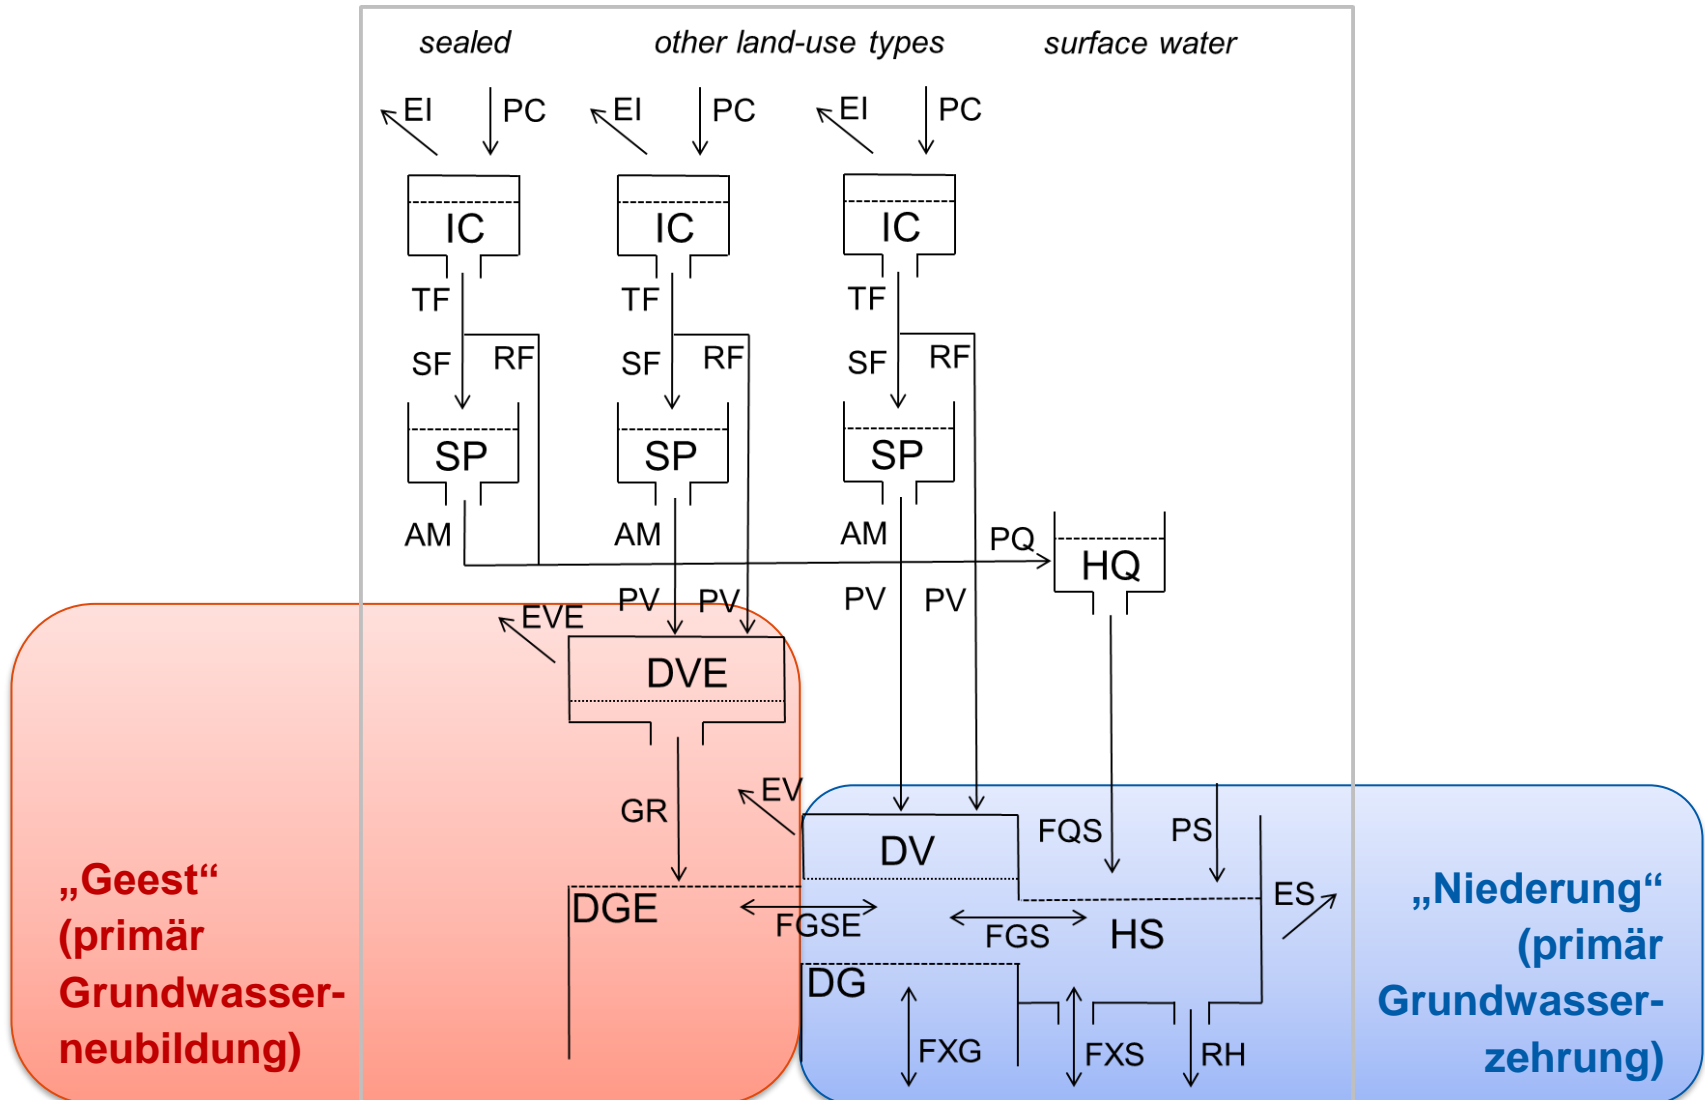 sealed other land-use types surface water
EI PC EI PC EI PC
IC IC IC
TF TF TF
SF RF SF RF SF RF
SP SP SP
AM AM AM PQ HQ
EVE PV PV PV PV
DVE
GR EV DV FQS PS
„Geest“
(primär
Grundwasser-
neubildung)
DGE FGSE FGS HS ES
DG
FXG FXS RH
„Niederung“
(primär
Grundwasser-
zehrung)